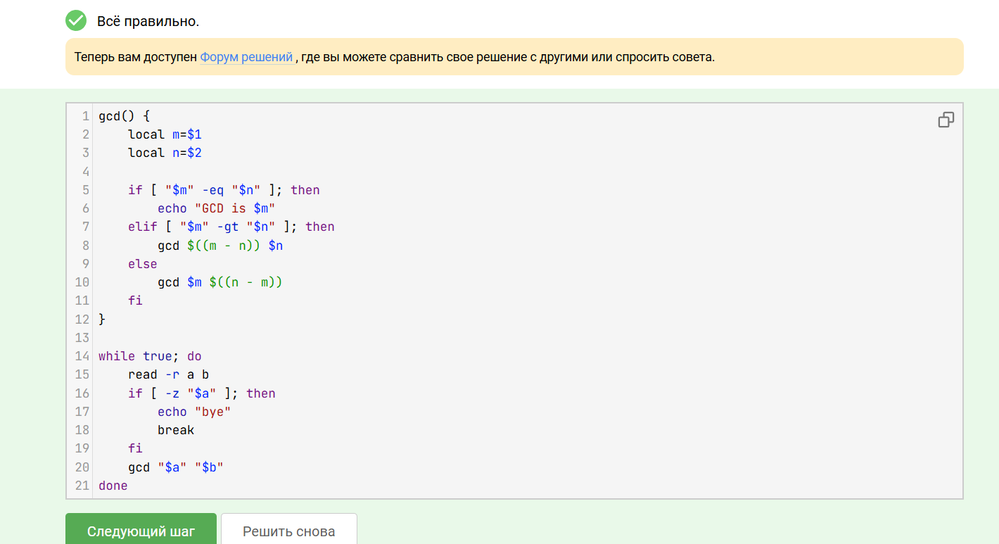 Всё правильно.
Теперь вам доступен Форум решений , где вы можете сравнить свое решение с другими или спросить совета.
1 gcd() {
2     local m=$1
3     local n=$2
4
5     if [ "$m" -eq "$n" ]; then
6         echo "GCD is $m"
7     elif [ "$m" -gt "$n" ]; then
8         gcd $((m - n)) $n
9     else
10         gcd $m $((n - m))
11     fi
12 }
13
14 while true; do
15     read -r a b
16     if [ -z "$a" ]; then
17         echo "bye"
18         break
19     fi
20     gcd "$a" "$b"
21 done
Следующий шаг Решить снова